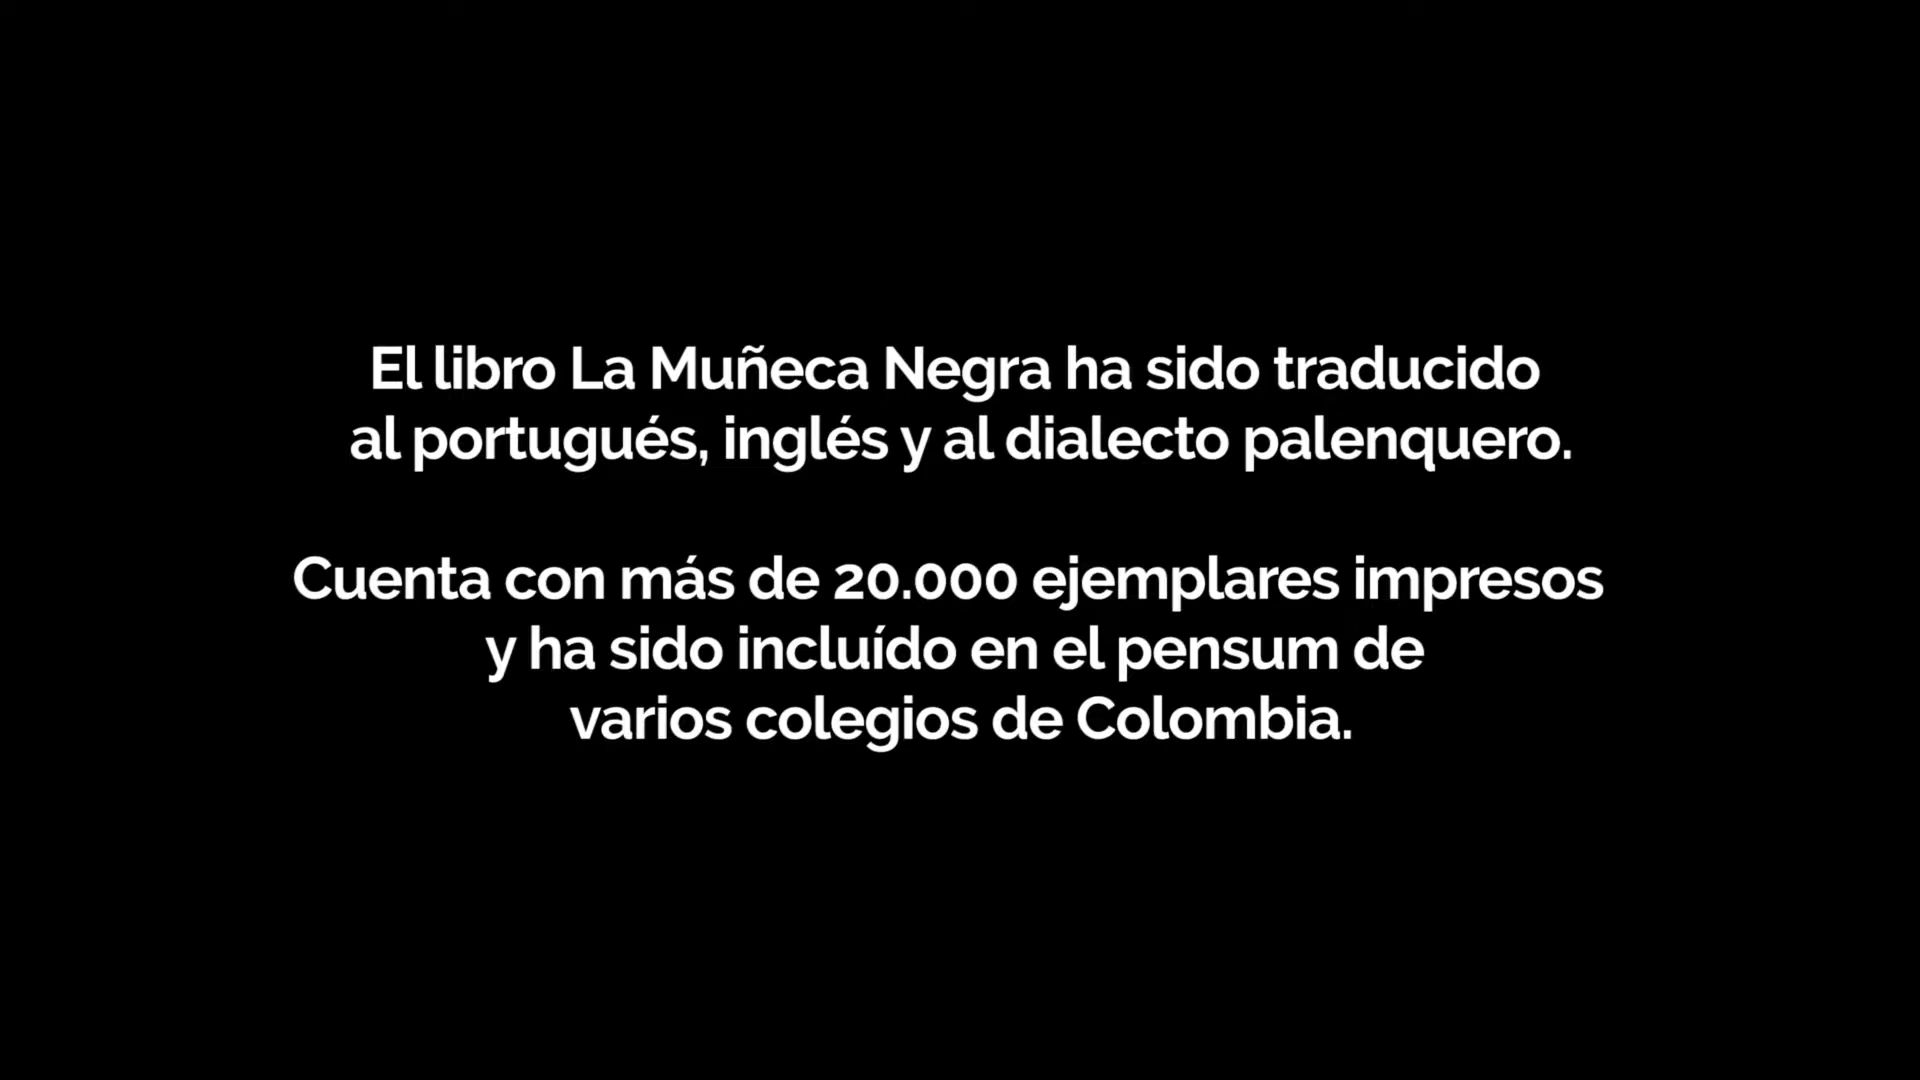 El libro La Muñeca Negra ha sido traducido
al portugués, inglés y al dialecto palenquero.
Cuenta con más de 20.000 ejemplares impresos
y ha sido incluído en el pensum de
varios colegios de Colombia.